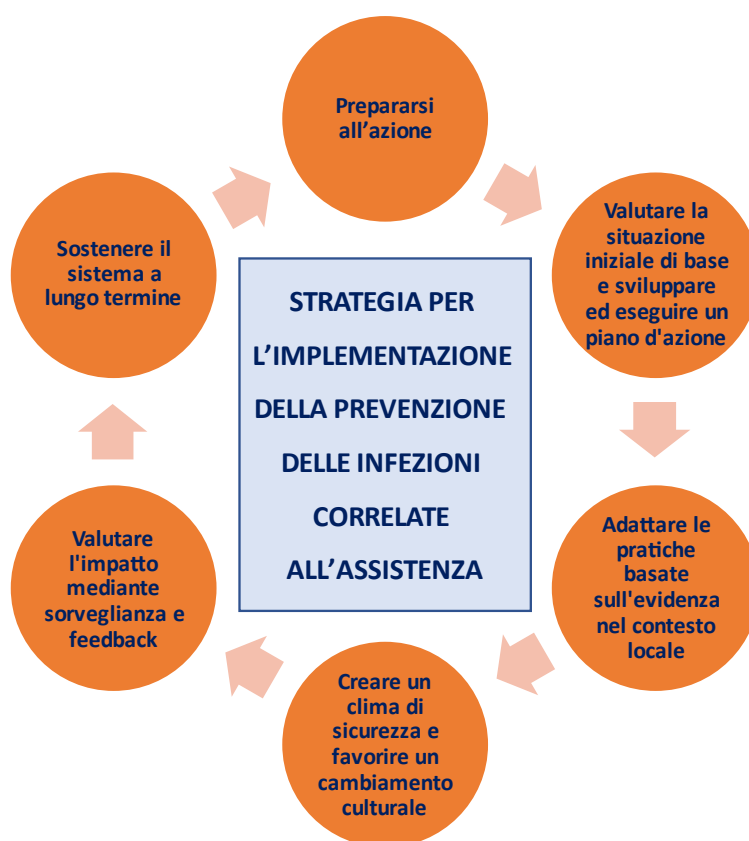 Prepararsi
all’azione
Valutare la
situazione
iniziale di base
e sviluppare
ed eseguire un
piano d'azione
Adattare le
pratiche
basate
sull'evidenza
nel contesto
locale
Creare un
clima di
sicurezza e
favorire un
cambiamento
culturale
Valutare
l'impatto
mediante
sorveglianza e
feedback
Sostenere il
sistema a
lungo termine
STRATEGIA PER
L’IMPLEMENTAZIONE
DELLA PREVENZIONE
DELLE INFEZIONI
CORRELATE
ALL’ASSISTENZA